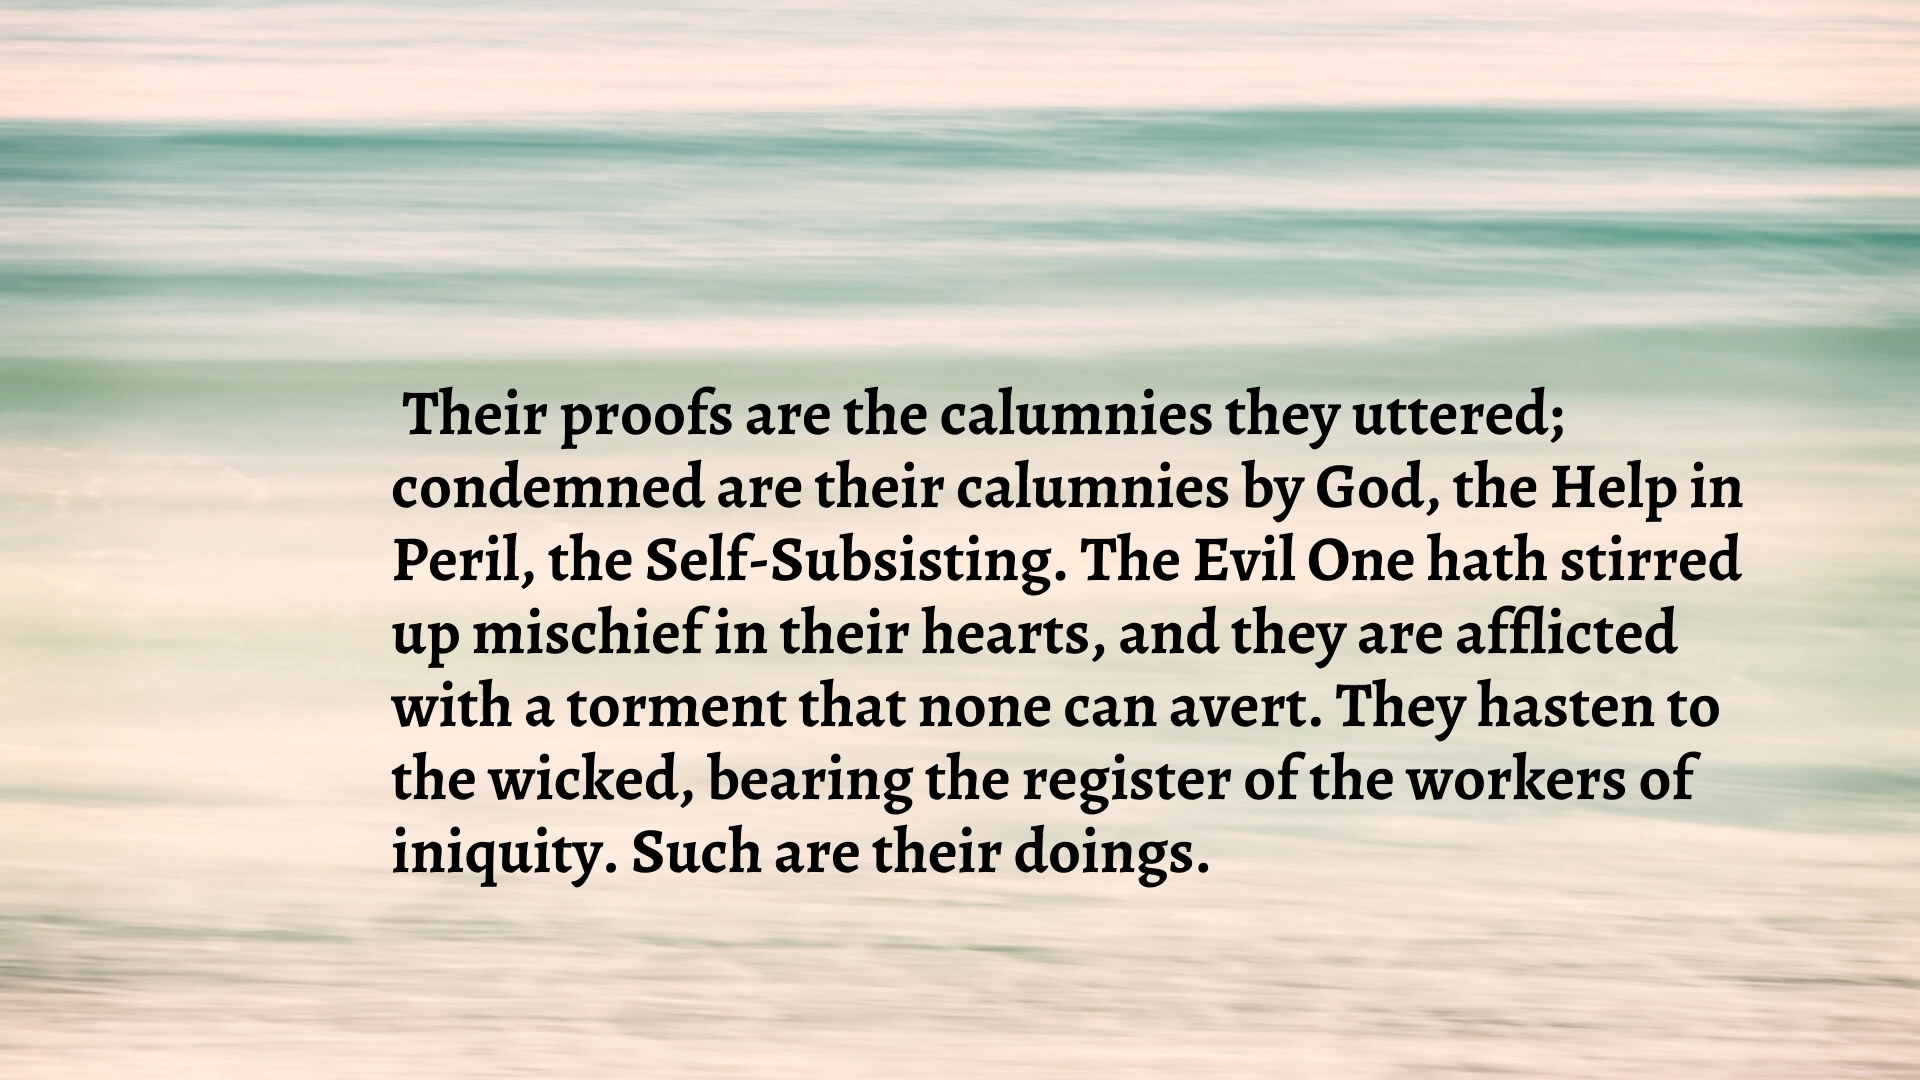 Their proofs are the calumnies they uttered;
condemned are their calumnies by God, the Help in
Peril, the Self-Subsisting. The Evil One hath stirred
up mischief in their hearts, and they are afflicted
with a torment that none can avert. They hasten to
the wicked, bearing the register of the workers of
iniquity. Such are their doings.